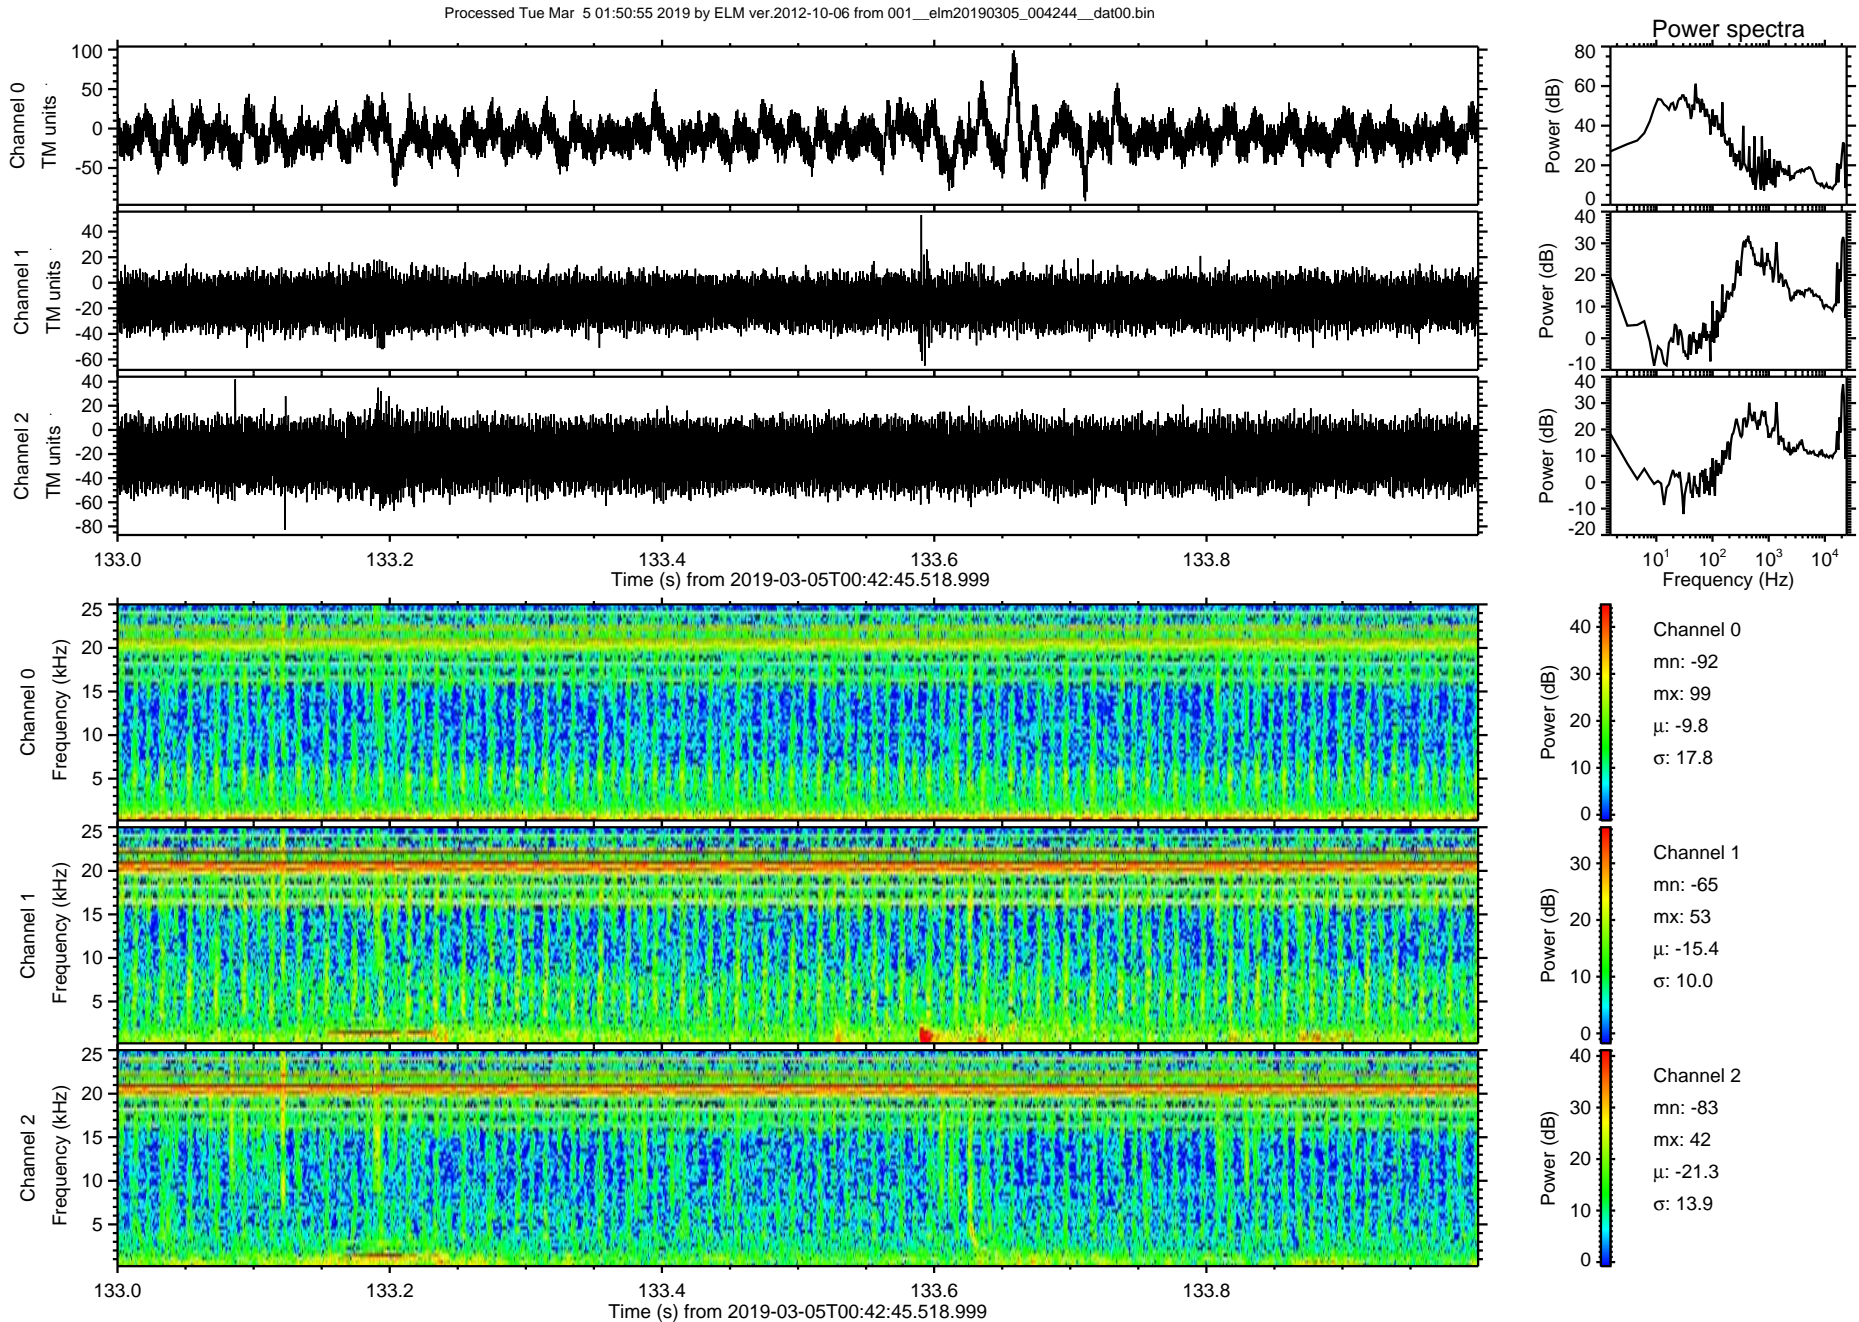 Processed Tue Mar  5 01:50:55 2019 by ELM ver.2012-10-06 from 001__elm20190305_004244__dat00.bin
Power spectra
Channel 0
TM units
100
50
0
-50
Power (dB)
80
60
40
20
0
Channel 1
TM units
40
20
0
-20
-40
-60
Power (dB)
40
30
20
10
0
-10
Channel 2
TM units
40
20
0
-20
-40
-60
-80
Power (dB)
40
30
20
10
0
-10
-20
133.0 133.2 133.4 133.6 133.8
Time (s) from 2019-03-05T00:42:45.518.999
10¹ 10² 10³ 10⁴
Frequency (Hz)
Channel 0
Frequency (kHz)
25
20
15
10
5
Power (dB)
40
30
20
10
0
Channel 0
mn: -92
mx: 99
μ: -9.8
σ: 17.8
Channel 1
Frequency (kHz)
25
20
15
10
5
Power (dB)
30
20
10
0
Channel 1
mn: -65
mx: 53
μ: -15.4
σ: 10.0
Channel 2
Frequency (kHz)
25
20
15
10
5
Power (dB)
40
30
20
10
0
Channel 2
mn: -83
mx: 42
μ: -21.3
σ: 13.9
133.0 133.2 133.4 133.6 133.8
Time (s) from 2019-03-05T00:42:45.518.999